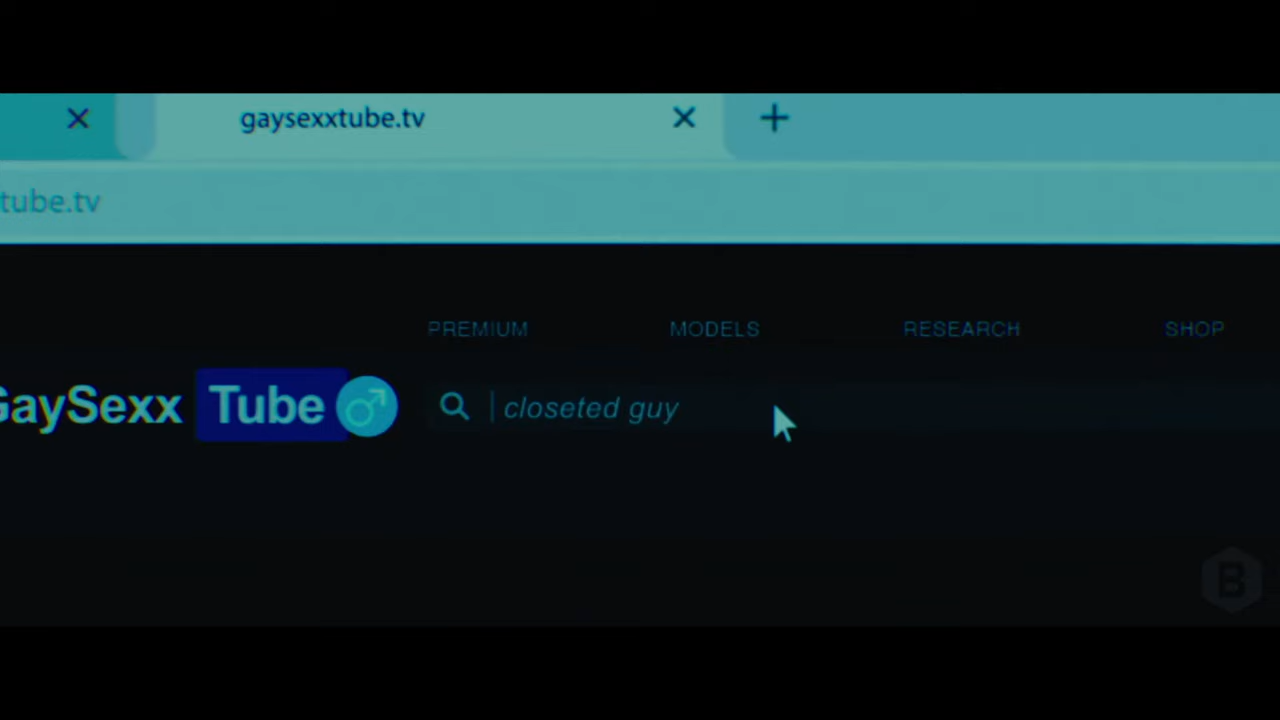 gaysexxtube.tv
tube.tv
PREMIUM MODELS RESEARCH SHOP
GaySexx Tube
closeted guy
B